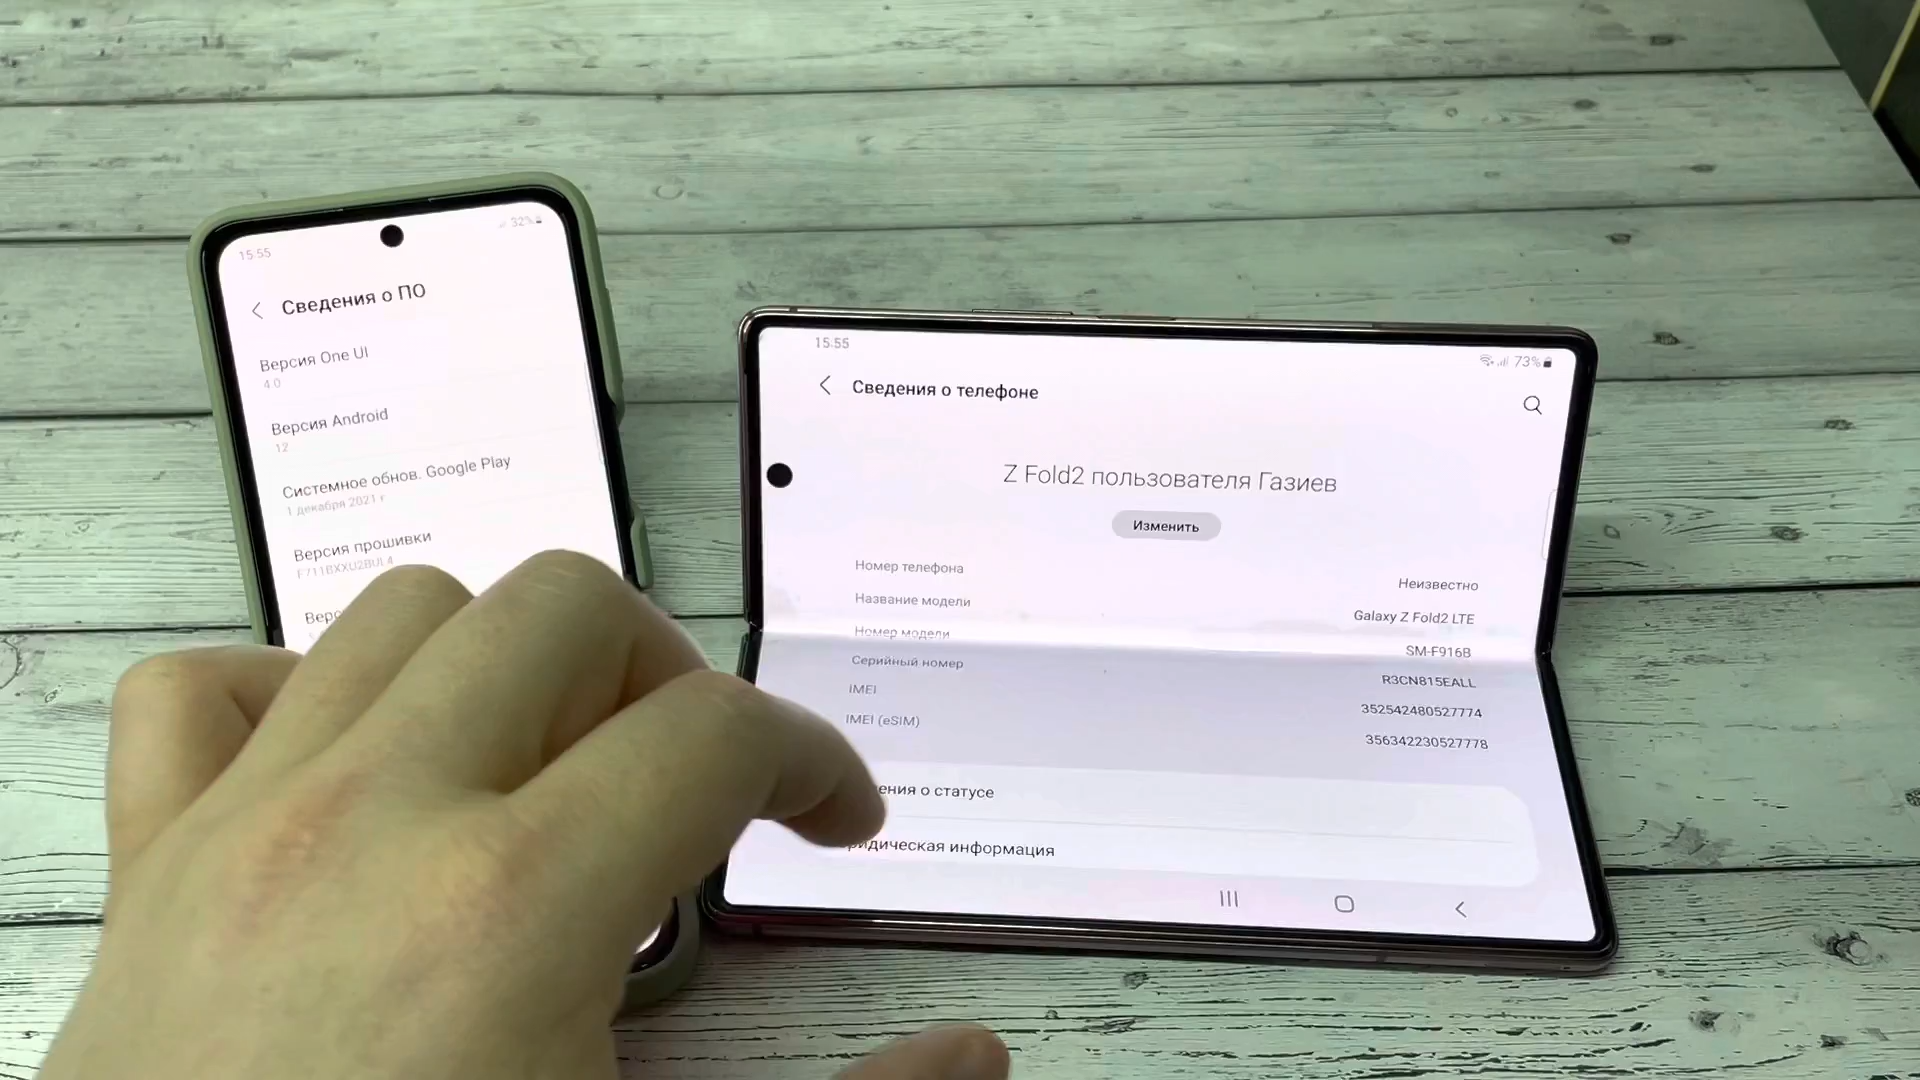 15:55
32%
Сведения о ПО
Версия One UI
4.0
Версия Android
12
Системное обнов. Google Play
1 декабря 2021 г.
Версия прошивки
F711BXXU2BUL4
15:55
73%
Сведения о телефоне
Z Fold2 пользователя Газиев
Изменить
Номер телефона Неизвестно
Название модели Galaxy Z Fold2 LTE
Номер модели SM-F916B
Серийный номер R3CN815EALL
IMEI 352542480527774
IMEI (eSIM) 356342230527778
ения о статусе
ридическая информация